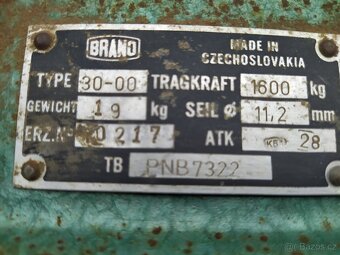 BRANO MADE IN
CZECHOSLOVAKIA
TYPE 30-00 TRAGKRAFT 1600 kg
GEWICHT 19 kg SEIL Ø 11,2 mm
ERZ.Nº 0217 ATK 28
TB PNB7322